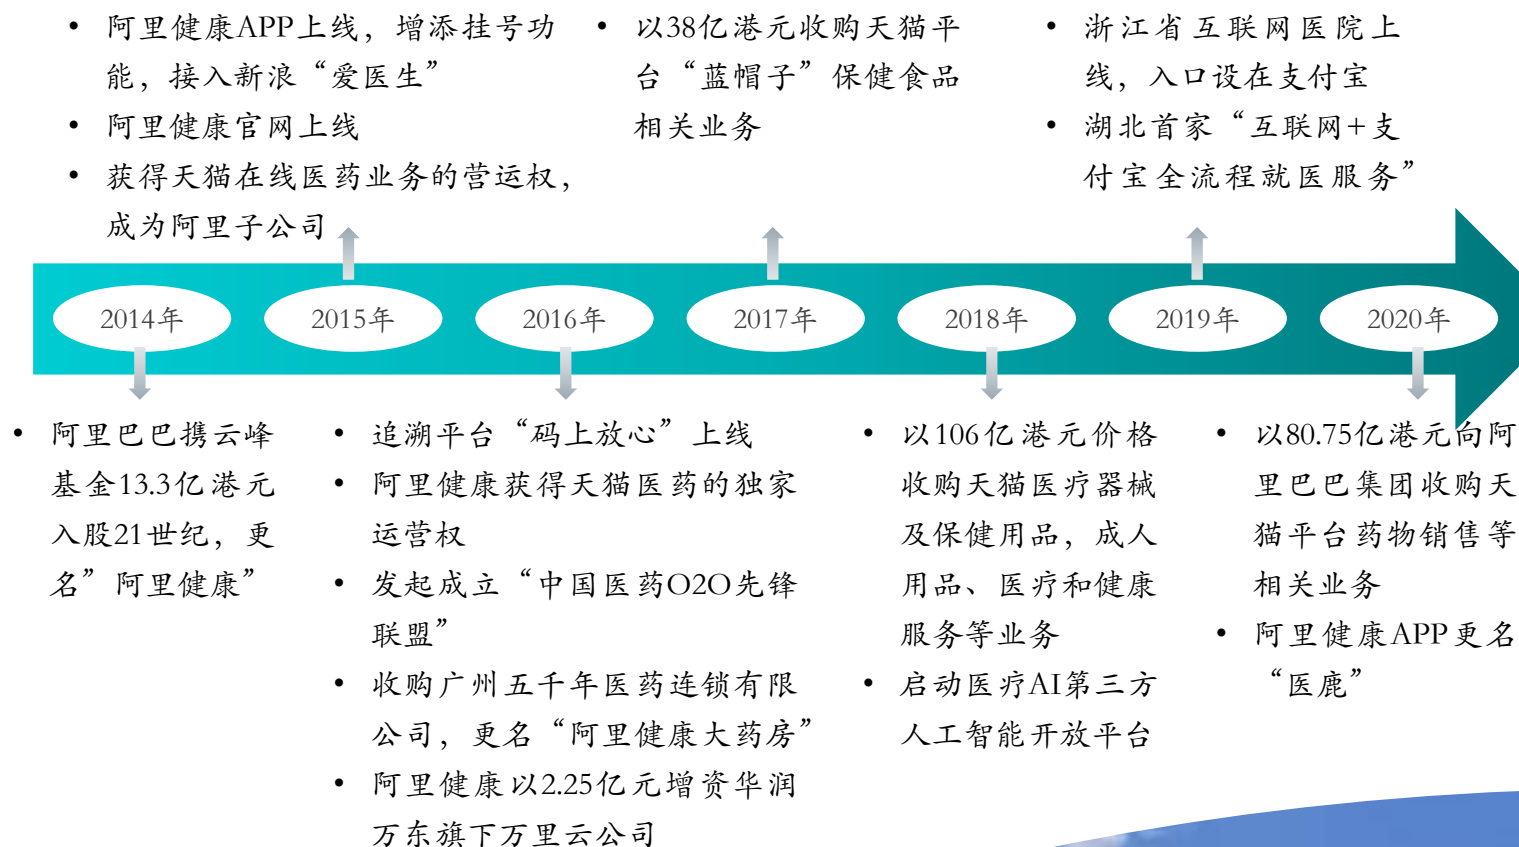 • 阿里健康APP上线，增添挂号功
能，接入新浪“爱医生”
• 阿里健康官网上线
• 获得天猫在线医药业务的营运权，
成为阿里子公司
• 以38亿港元收购天猫平
台“蓝帽子”保健食品
相关业务
• 浙江省互联网医院上
线，入口设在支付宝
• 湖北首家“互联网+支
付宝全流程就医服务”
2014年
2015年
2016年
2017年
2018年
2019年
2020年
• 阿里巴巴携云峰
基金13.3亿港元
入股21世纪，更
名”阿里健康”
• 追溯平台“码上放心”上线
• 阿里健康获得天猫医药的独家
运营权
• 发起成立“中国医药O2O先锋
联盟”
• 收购广州五千年医药连锁有限
公司，更名“阿里健康大药房”
• 阿里健康以2.25亿元增资华润
万东旗下万里云公司
• 以106亿港元价格
收购天猫医疗器械
及保健用品，成人
用品、医疗和健康
服务等业务
• 启动医疗AI第三方
人工智能开放平台
• 以80.75亿港元向阿
里巴巴集团收购天
猫平台药物销售等
相关业务
• 阿里健康APP更名
“医鹿”